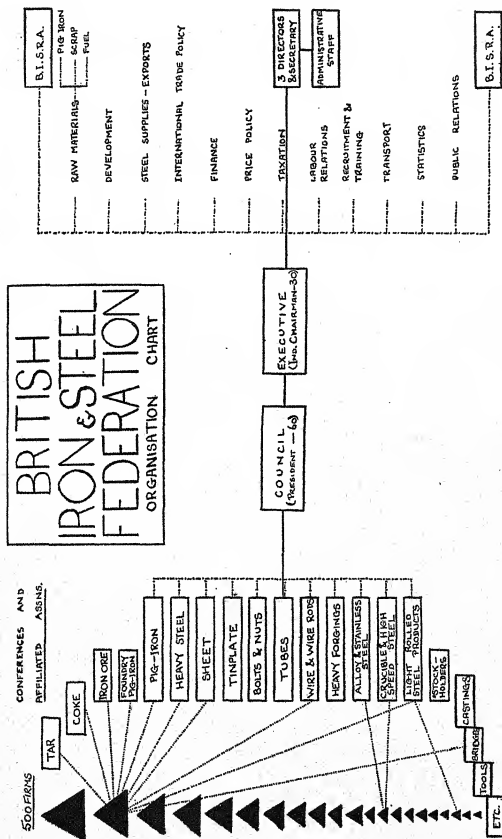 BRITISH
IRON & STEEL
FEDERATION
ORGANISATION CHART
500 FIRMS
CONFERENCES AND
AFFILIATED ASSNS.
TAR
COKE
IRON ORE
FOUNDRY
PIG-IRON
PIG-IRON
HEAVY STEEL
SHEET
TINPLATE
BOLTS & NUTS
TUBES
WIRE & WIRE RODS
HEAVY FORGINGS
ALLOY & STAINLESS
STEEL
CRUCIBLE & HIGH
SPEED STEEL
LIGHT ROLLED
STEEL PRODUCTS
STOCK-
HOLDERS
CASTINGS
BRIDGE
TOOLS
ETC.
COUNCIL
(PRESIDENT — 60)
EXECUTIVE
(IND. CHAIRMAN-30)
B.I.S.R.A.
RAW MATERIALS
PIG IRON
SCRAP
FUEL
DEVELOPMENT
STEEL SUPPLIES – EXPORTS
INTERNATIONAL TRADE POLICY
FINANCE
PRICE POLICY
TAXATION
3 DIRECTORS
& SECRETARY
ADMINISTRATIVE
STAFF
LABOUR
RELATIONS
RECRUITMENT &
TRAINING
TRANSPORT
STATISTICS
PUBLIC RELATIONS
B.I.S.R.A.